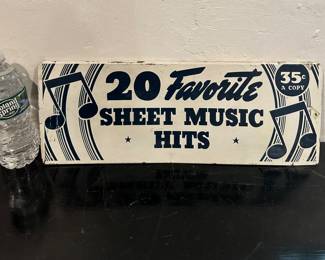 20 Favorite
35¢
A COPY
SHEET MUSIC
HITS
Poland
Spring